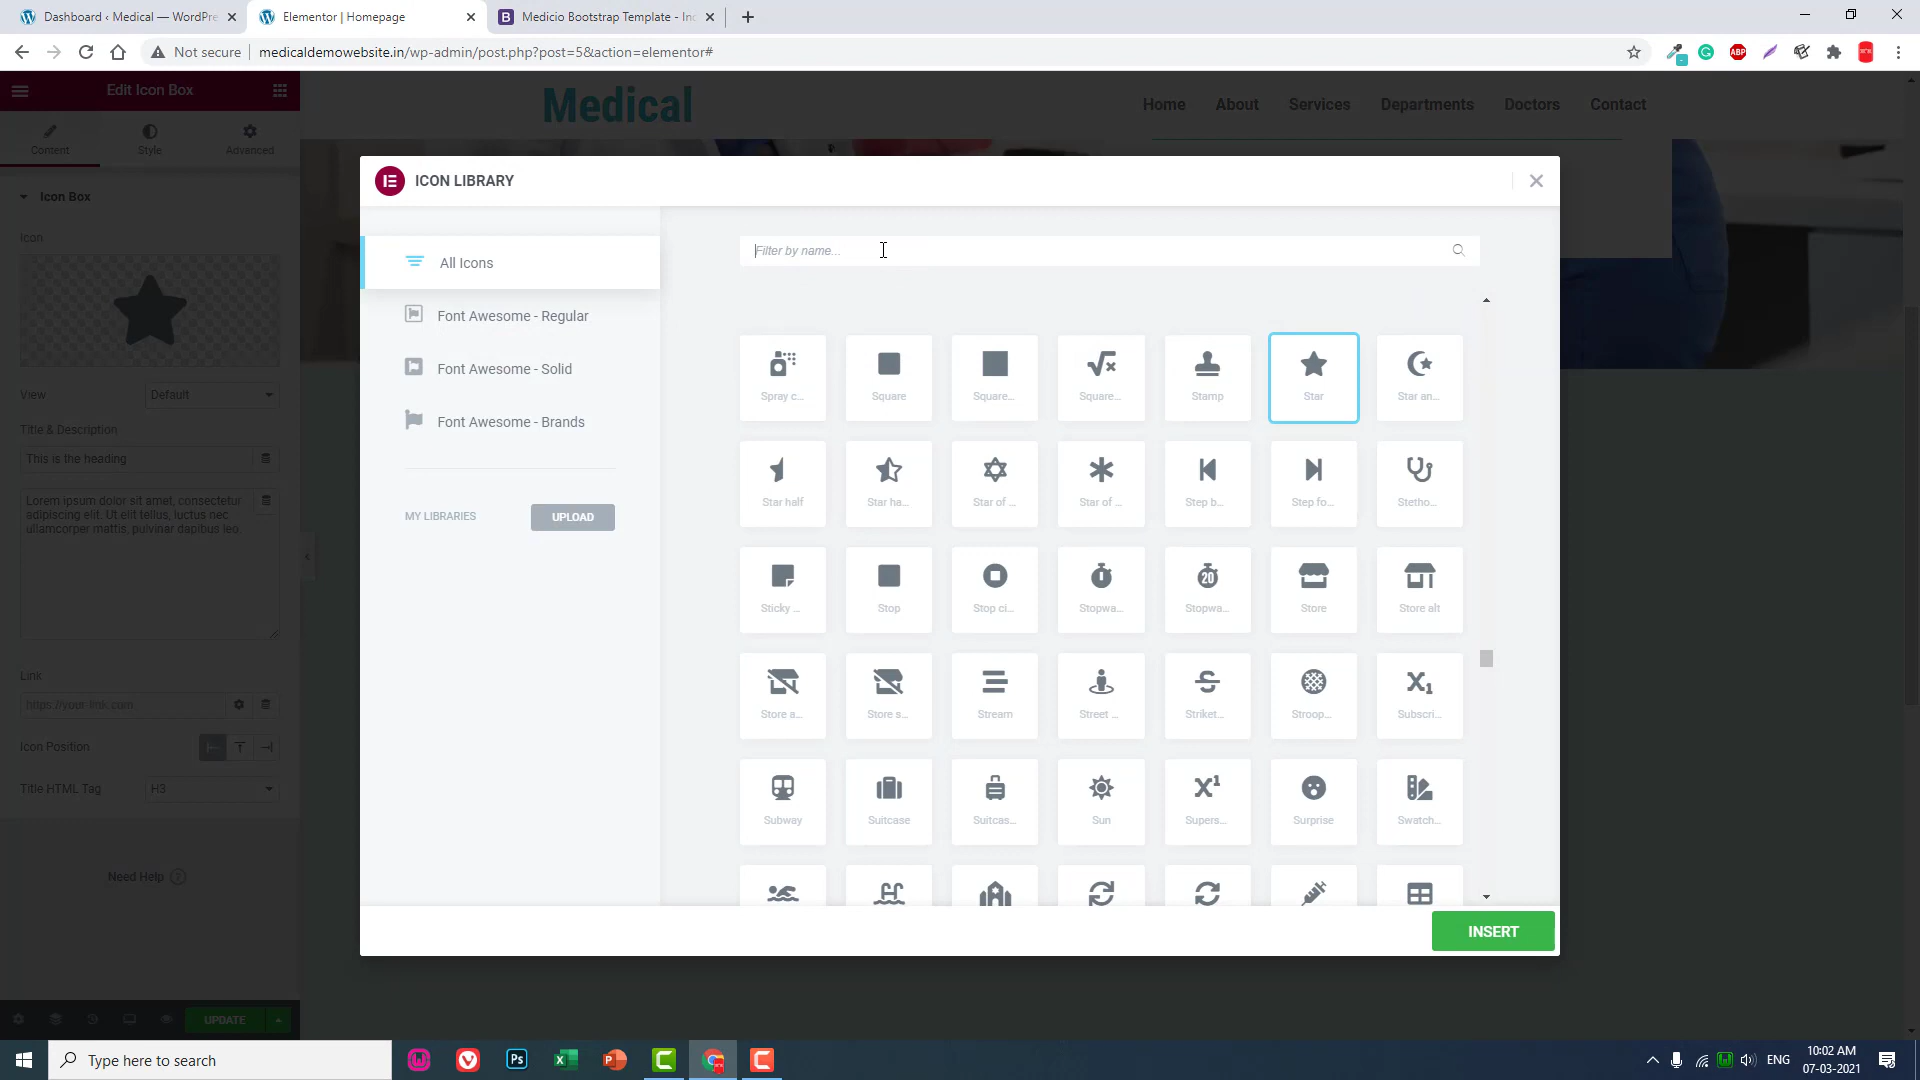 Dashboard ‹ Medical — WordPre
Elementor | Homepage
Medicio Bootstrap Template - Inc
Not secure
medicaldemowebsite.in/wp-admin/post.php?post=5&action=elementor#
ABP
Edit Icon Box
Content
Style
Advanced
Medical
Home
About
Services
Departments
Doctors
Contact
Icon Box
Icon
View
Default
Title & Description
This is the heading
Lorem ipsum dolor sit amet, consectetur
adipiscing elit. Ut elit tellus, luctus nec
ullamcorper mattis, pulvinar dapibus leo.
Link
https://your-link.com
Icon Position
Title HTML Tag
H3
Need Help
UPDATE
ICON LIBRARY
All Icons
Font Awesome - Regular
Font Awesome - Solid
Font Awesome - Brands
MY LIBRARIES
UPLOAD
Filter by name...
Spray c...
Square
Square...
Square...
Stamp
Star
Star an...
Star half
Star ha...
Star of ...
Star of ...
Step b...
Step fo...
Stetho...
Sticky ...
Stop
Stop ci...
Stopwa...
20
Stopwa...
Store
Store alt
Store a...
Store s...
Stream
Street ...
Striket...
Stroop...
Subscri...
Subway
Suitcase
Suitcas...
Sun
Supers...
Surprise
Swatch...
INSERT
Type here to search
Ps
ENG
10:02 AM
07-03-2021